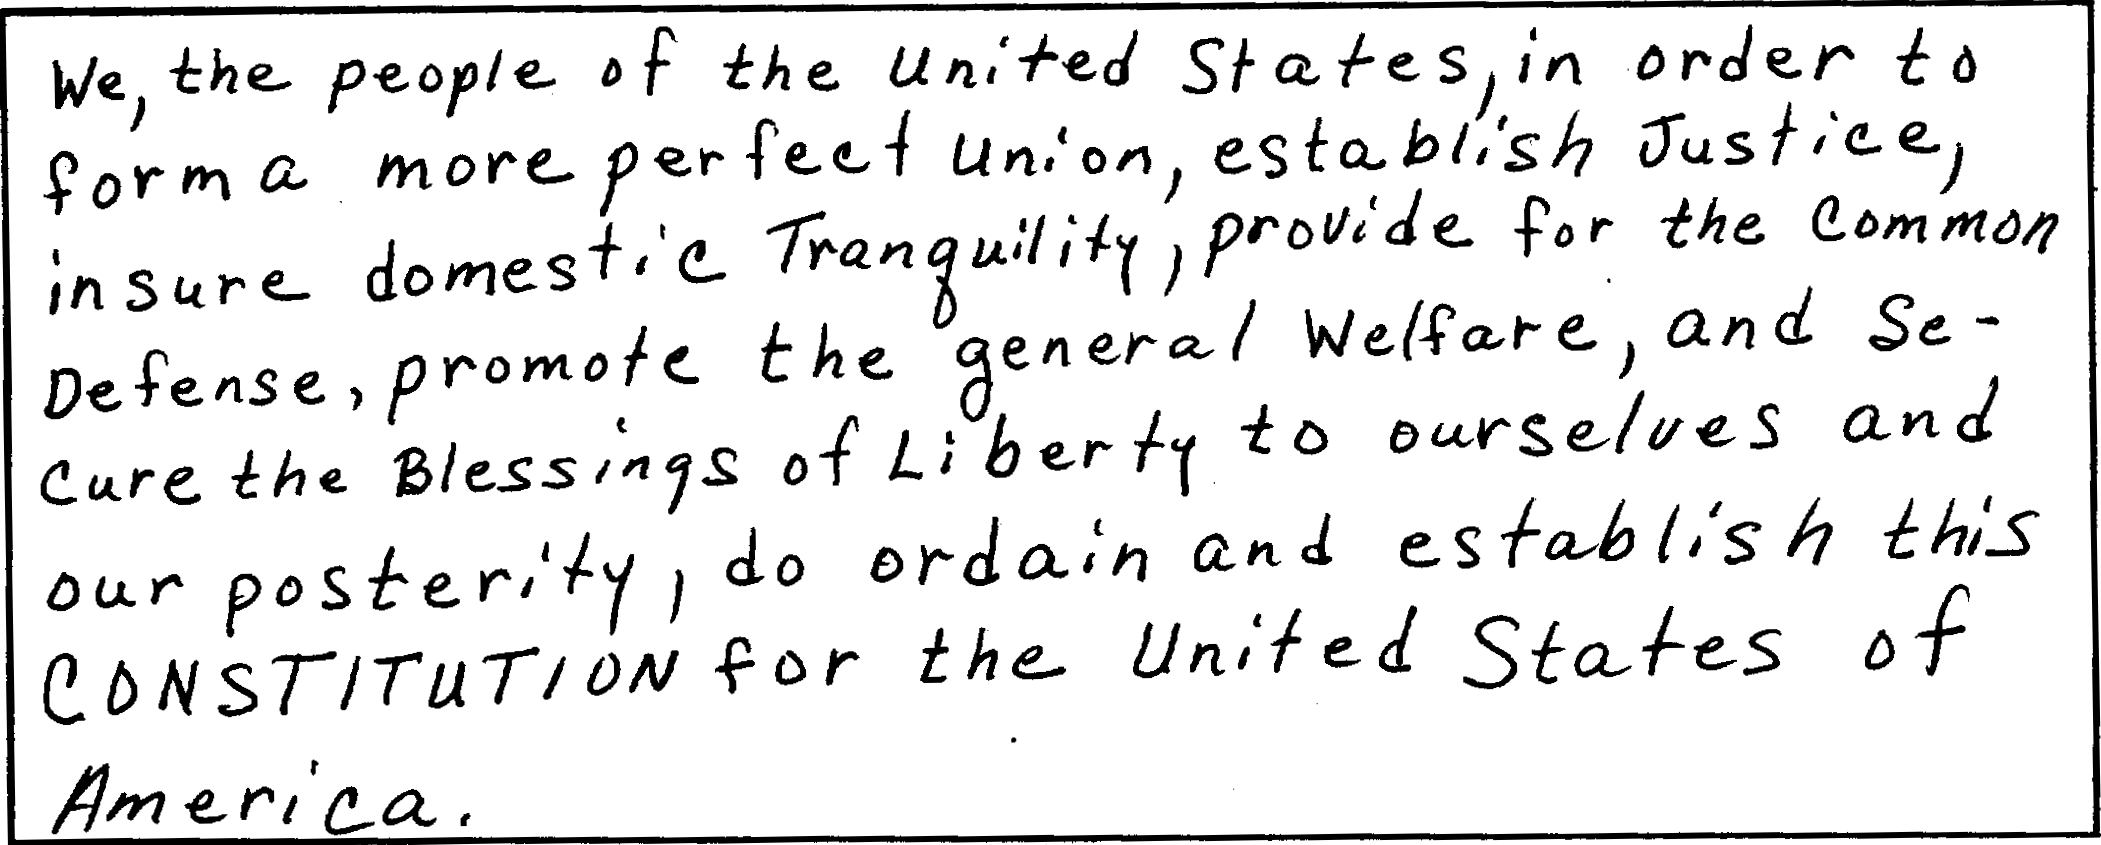 We, the people of the United States, in order to
form a more perfect Union, establish Justice,
insure domestic Tranquility, provide for the Common
Defense, promote the general Welfare, and Se-
cure the Blessings of Liberty to ourselves and
our posterity, do ordain and establish this
CONSTITUTION for the United States of
America.